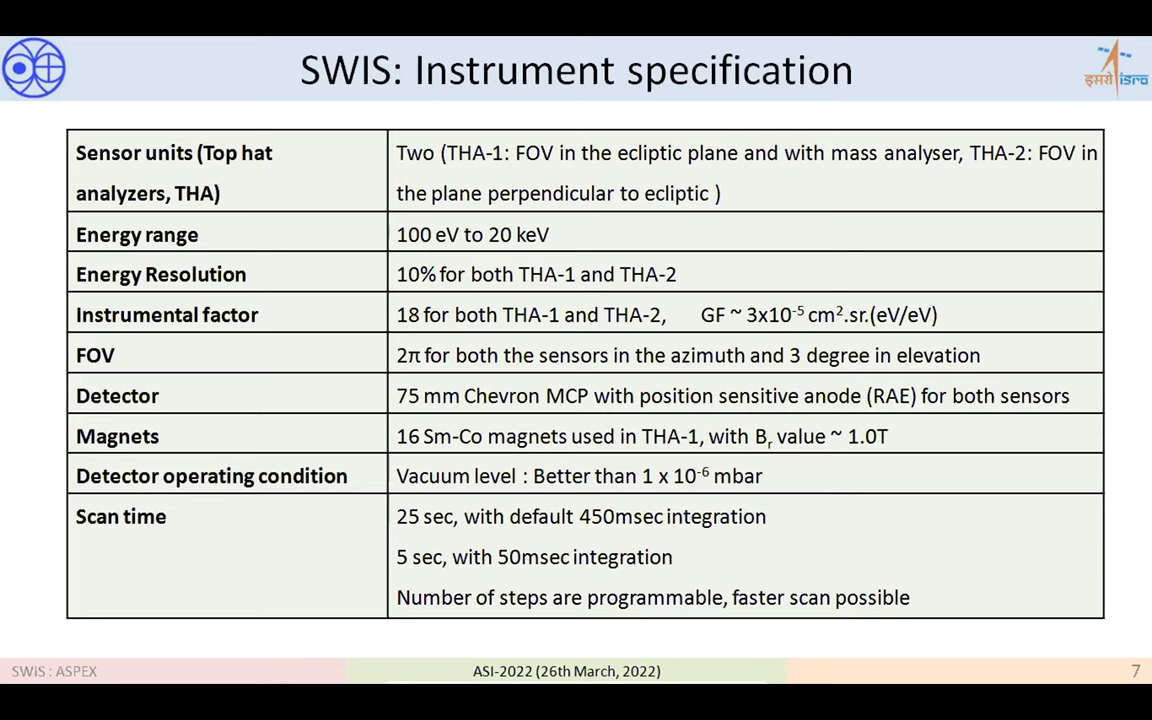 SWIS: Instrument specification
इसरो isro
Sensor units (Top hat analyzers, THA)
Two (THA-1: FOV in the ecliptic plane and with mass analyser, THA-2: FOV in
the plane perpendicular to ecliptic )
Energy range
100 eV to 20 keV
Energy Resolution
10% for both THA-1 and THA-2
Instrumental factor
18 for both THA-1 and THA-2, GF ~ 3x10⁻⁵ cm².sr.(eV/eV)
FOV
2π for both the sensors in the azimuth and 3 degree in elevation
Detector
75 mm Chevron MCP with position sensitive anode (RAE) for both sensors
Magnets
16 Sm-Co magnets used in THA-1, with Bᵣ value ~ 1.0T
Detector operating condition
Vacuum level : Better than 1 x 10⁻⁶ mbar
Scan time
25 sec, with default 450msec integration
5 sec, with 50msec integration
Number of steps are programmable, faster scan possible
SWIS : ASPEX
ASI-2022 (26th March, 2022)
7